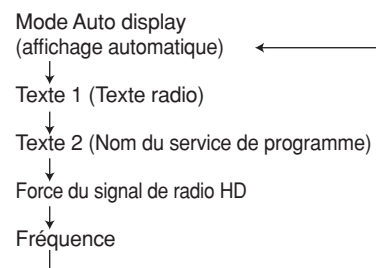 Mode Auto display
(affichage automatique)
Texte 1 (Texte radio)
Texte 2 (Nom du service de programme)
Force du signal de radio HD
Fréquence